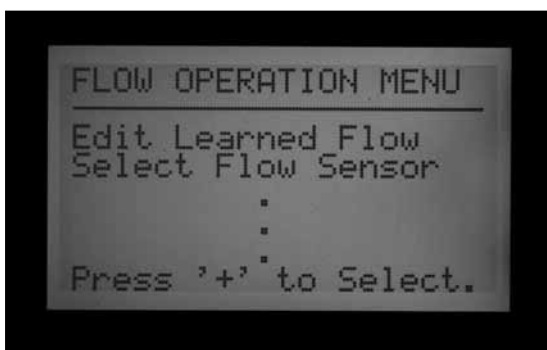 FLOW OPERATION MENU
Edit Learned Flow
Select Flow Sensor
.
.
.
Press '+' to Select.